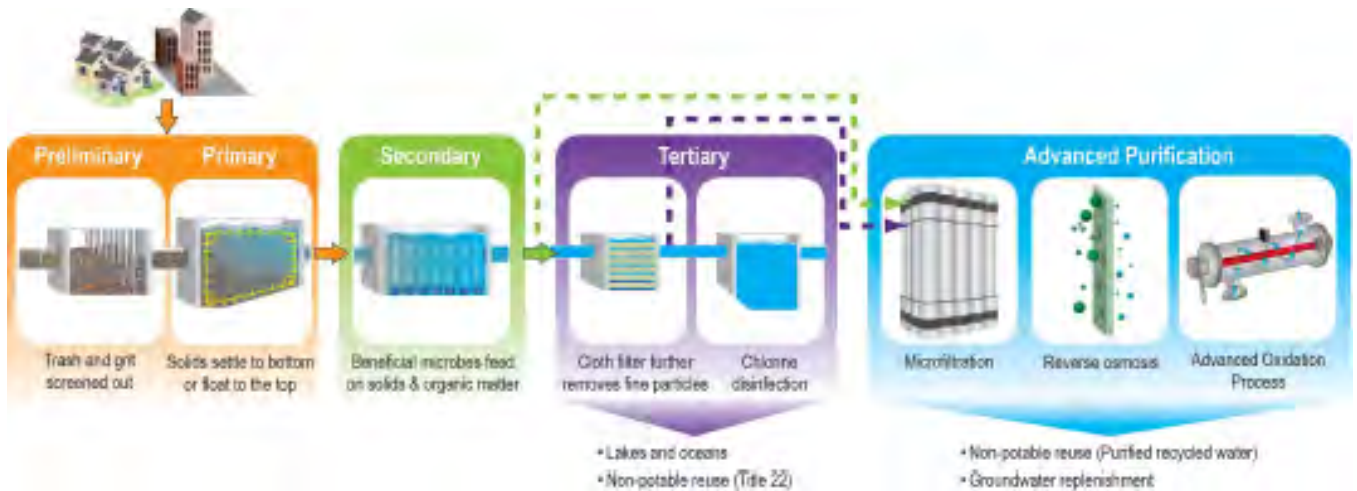 Preliminary
Primary
Secondary
Tertiary
Advanced Purification
Trash and grit
screened out
Solids settle to bottom
or float to the top
Beneficial microbes feed
on solids & organic matter
Cloth filter further
removes fine particles
Chlorine
disinfection
Microfiltration
Reverse osmosis
Advanced Oxidation
Process
• Lakes and oceans
• Non-potable reuse (Title 22)
• Non-potable reuse (Purified recycled water)
• Groundwater replenishment